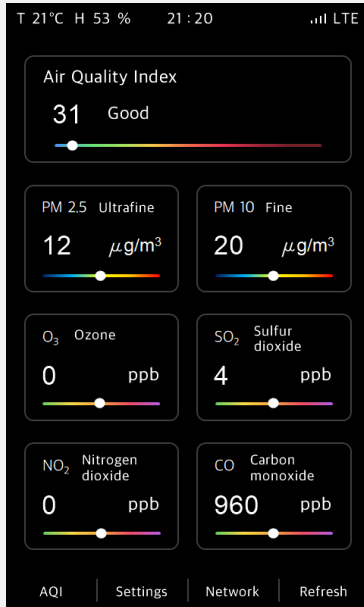 T 21°C H 53 % 21:20 LTE
Air Quality Index
31 Good
PM 2.5 Ultrafine
12 μg/m³
PM 10 Fine
20 μg/m³
O₃ Ozone
0 ppb
SO₂ Sulfur
dioxide
4 ppb
NO₂ Nitrogen
dioxide
0 ppb
CO Carbon
monoxide
960 ppb
AQI Settings Network Refresh